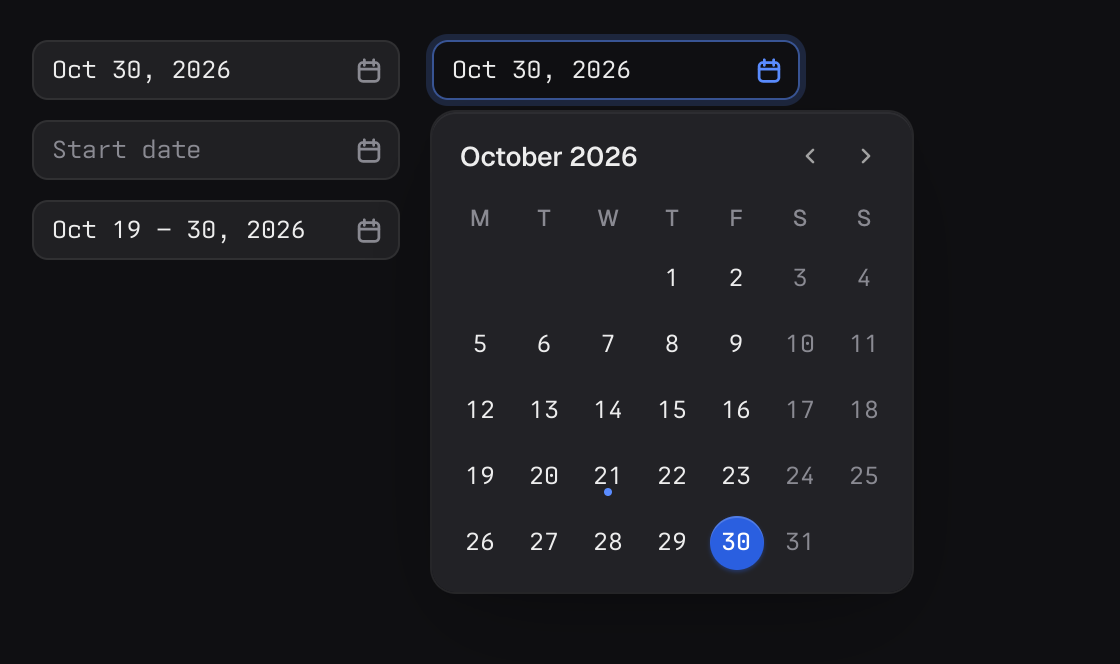 Oct 30, 2026
Start date
Oct 19 – 30, 2026
Oct 30, 2026
October 2026
M T W T F S S
1 2 3 4
5 6 7 8 9 10 11
12 13 14 15 16 17 18
19 20 21 22 23 24 25
26 27 28 29 30 31